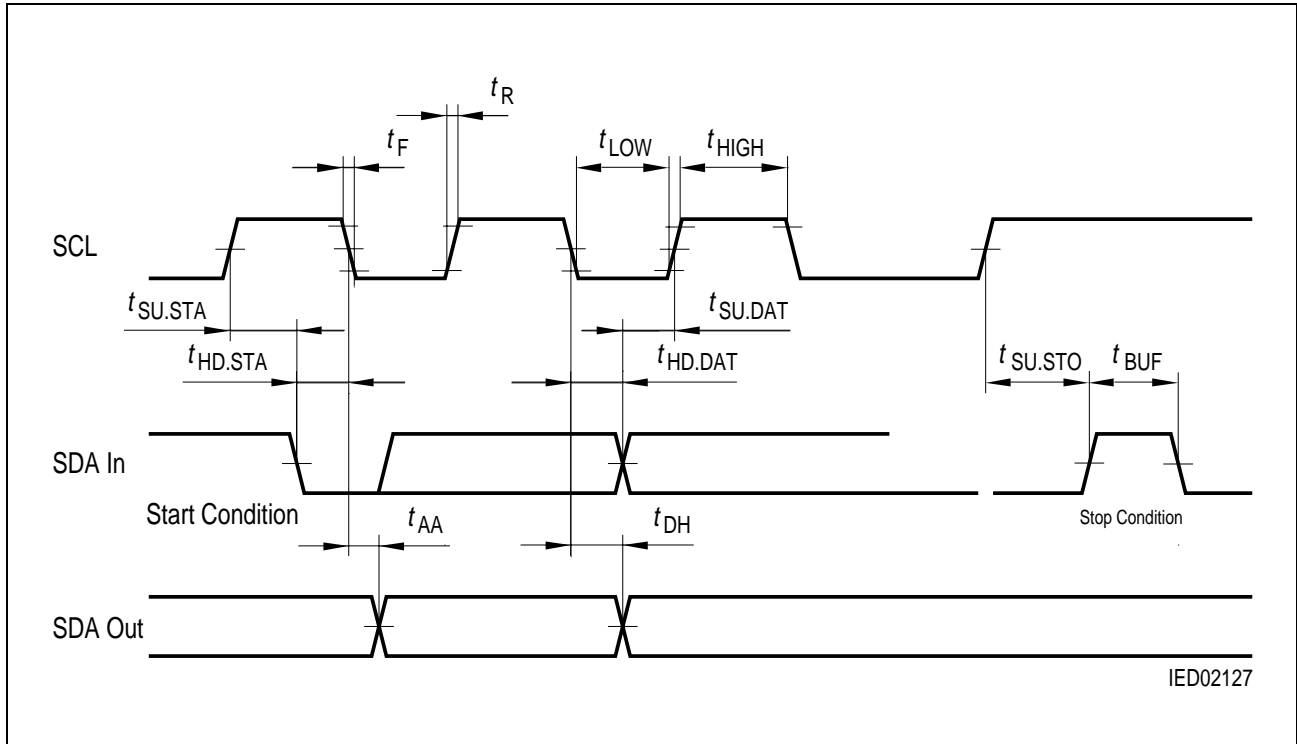 tR
tF
tLOW
tHIGH
SCL
tSU.STA
tSU.DAT
tHD.STA
tHD.DAT
tSU.STO
tBUF
SDA In
Start Condition
tAA
tDH
Stop Condition
SDA Out
IED02127